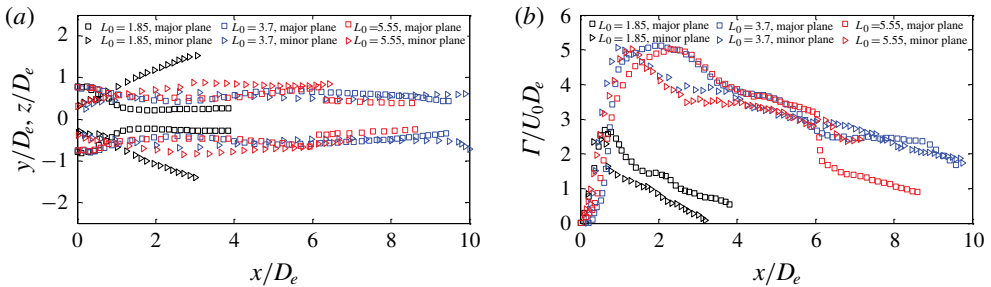 (a)
L0 = 1.85, major plane L0 = 3.7, major plane L0 =5.55, major plane
L0 = 1.85, minor plane L0 = 3.7, minor plane L0 = 5.55, minor plane
2
1
0
−1
−2
y/De, z/De
0 2 4 6 8 10
x/De
(b)
L0 = 1.85, major plane L0 = 3.7, major plane L0 =5.55, major plane
L0 = 1.85, minor plane L0 = 3.7, minor plane L0 = 5.55, minor plane
6
5
4
3
2
1
0
Γ/U0De
0 2 4 6 8 10
x/De